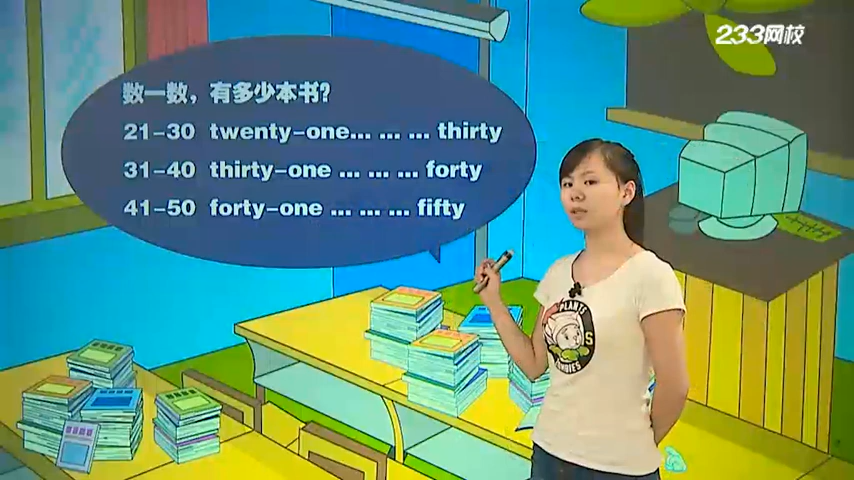 233网校
数一数，有多少本书？
21-30 twenty-one... ... ... thirty
31-40 thirty-one ... ... ... forty
41-50 forty-one ... ... ... fifty
PLANTS